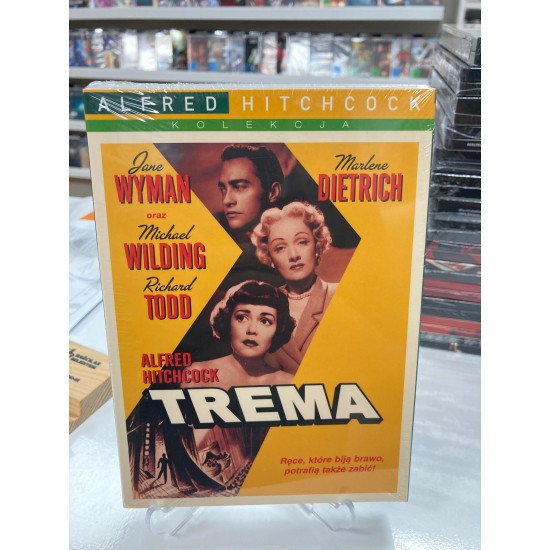 ALFRED HITCHCOCK
KOLEKCJA
Jane
WYMAN
oraz
Michael
WILDING
Richard
TODD
Marlene
DIETRICH
ALFRED
HITCHCOCK
TREMA
Ręce, które biją brawo,
potrafią także zabić!